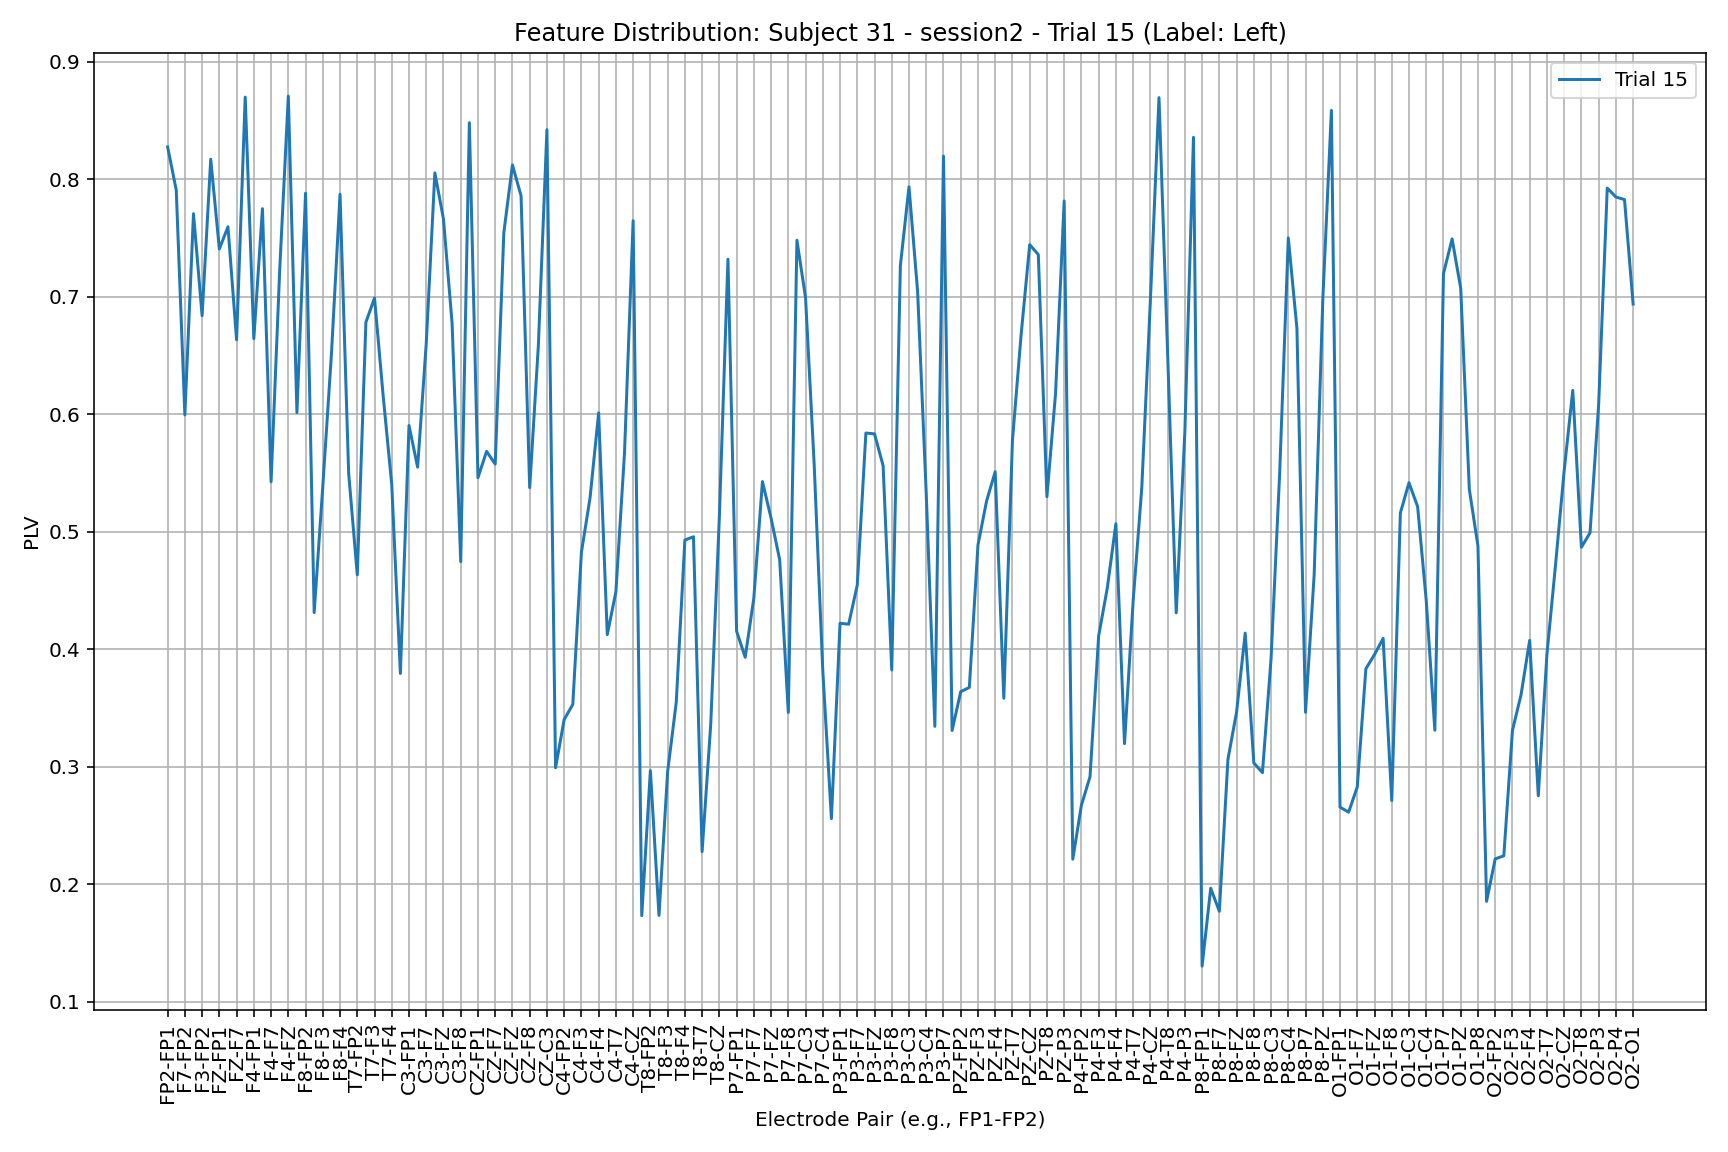 Feature Distribution: Subject 31 - session2 - Trial 15 (Label: Left)
Trial 15
0.9
0.8
0.7
0.6
0.5
0.4
0.3
0.2
0.1
PLV
FP2-FP1
F7-FP2
F3-FP2
FZ-FP1
FZ-F7
F4-FP1
F4-F7
F4-FZ
F8-FP2
F8-F3
F8-F4
T7-FP2
T7-F3
T7-F4
C3-FP1
C3-F7
C3-FZ
C3-F8
CZ-FP1
CZ-F7
CZ-FZ
CZ-F8
CZ-C3
C4-FP2
C4-F3
C4-F4
C4-T7
C4-CZ
T8-FP2
T8-F3
T8-F4
T8-T7
T8-CZ
P7-FP1
P7-F7
P7-FZ
P7-F8
P7-C3
P7-C4
P3-FP1
P3-F7
P3-FZ
P3-F8
P3-C3
P3-C4
P3-P7
PZ-FP2
PZ-F3
PZ-F4
PZ-T7
PZ-CZ
PZ-T8
PZ-P3
P4-FP2
P4-F3
P4-F4
P4-T7
P4-CZ
P4-T8
P4-P3
P8-FP1
P8-F7
P8-FZ
P8-F8
P8-C3
P8-C4
P8-P7
P8-PZ
O1-FP1
O1-F7
O1-FZ
O1-F8
O1-C3
O1-C4
O1-P7
O1-PZ
O1-P8
O2-FP2
O2-F3
O2-F4
O2-T7
O2-CZ
O2-T8
O2-P3
O2-P4
O2-O1
Electrode Pair (e.g., FP1-FP2)